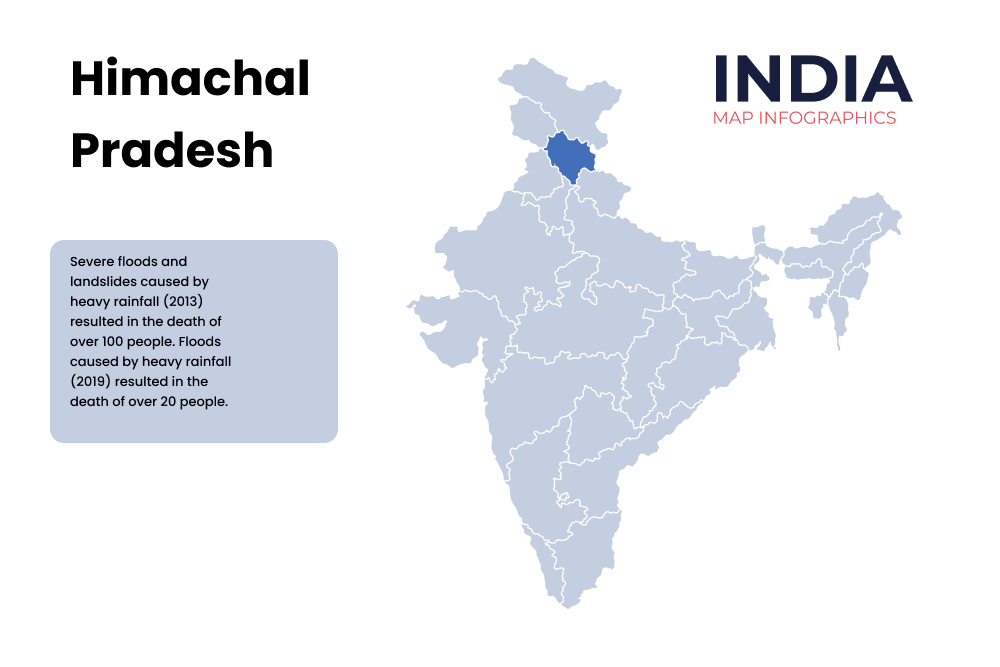 Himachal
Pradesh
INDIA
MAP INFOGRAPHICS
Severe floods and
landslides caused by
heavy rainfall (2013)
resulted in the death of
over 100 people. Floods
caused by heavy rainfall
(2019) resulted in the
death of over 20 people.